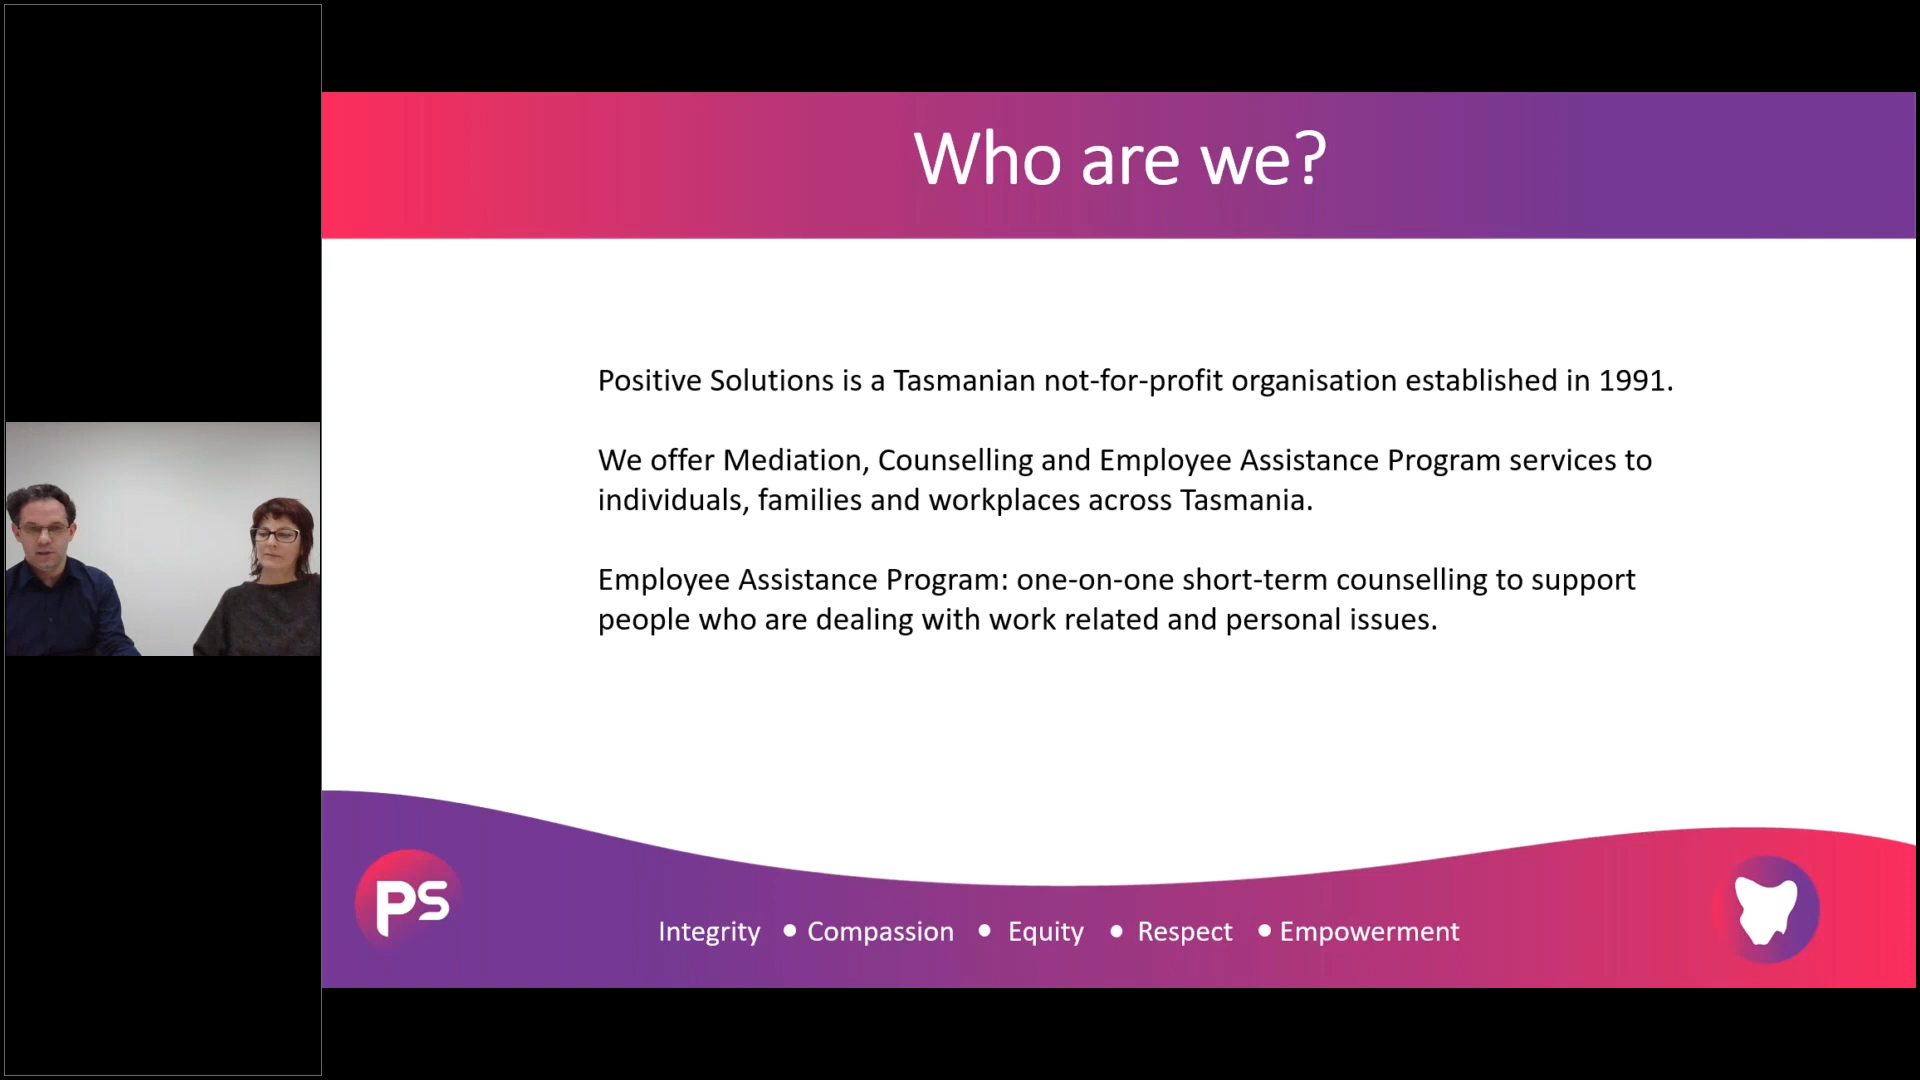 Who are we?
Positive Solutions is a Tasmanian not-for-profit organisation established in 1991.
We offer Mediation, Counselling and Employee Assistance Program services to
individuals, families and workplaces across Tasmania.
Employee Assistance Program: one-on-one short-term counselling to support
people who are dealing with work related and personal issues.
PS
Integrity • Compassion • Equity • Respect • Empowerment